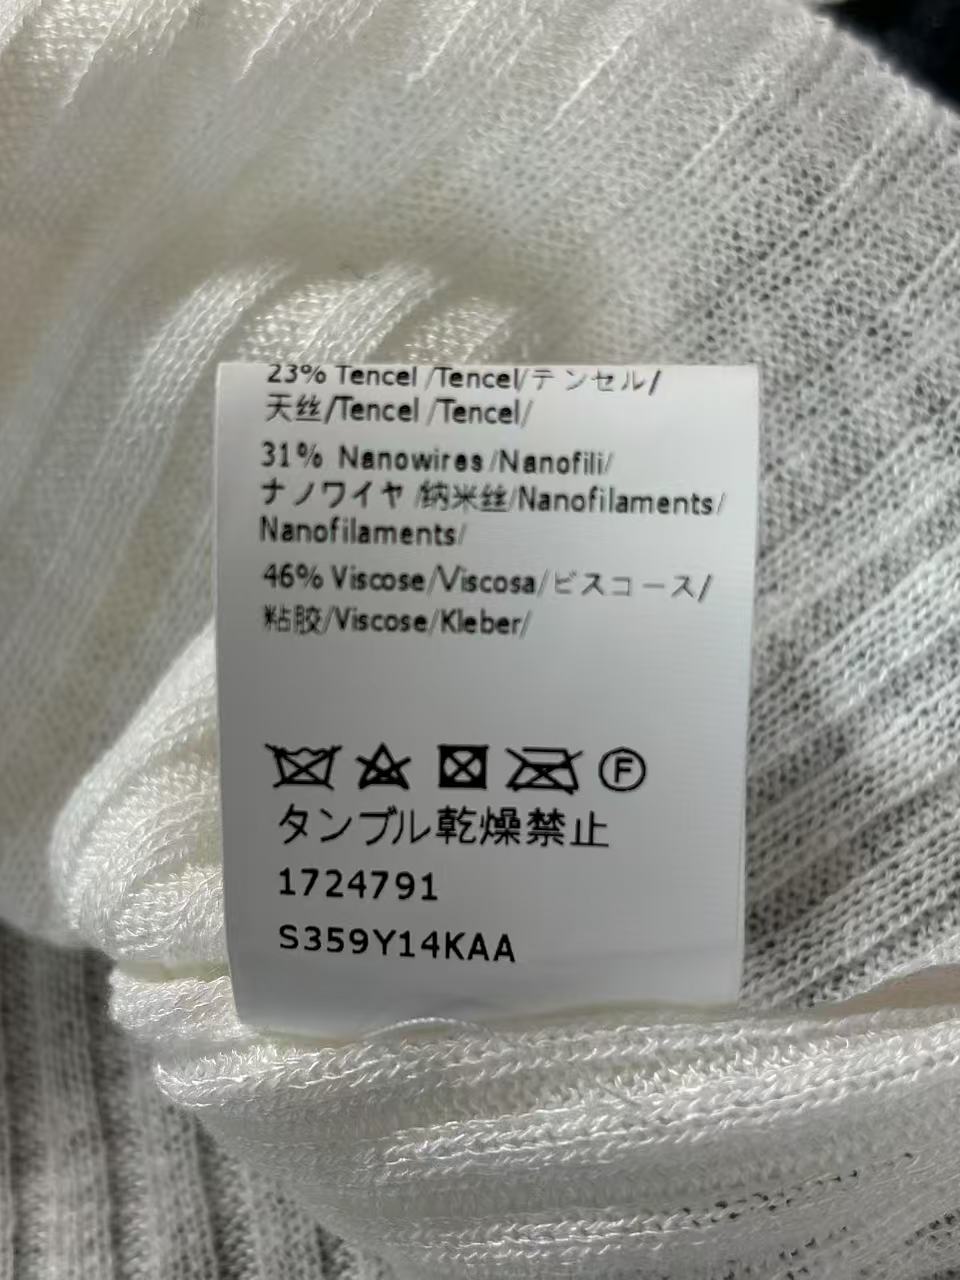 23% Tencel /Tencel/テンセル/
天丝/Tencel /Tencel/
31% Nanowires /Nanofili/
ナノワイヤ /纳米丝/Nanofilaments/
Nanofilaments/
46% Viscose/Viscosa/ビスコース/
粘胶/Viscose/Kleber/
F
タンブル乾燥禁止
1724791
S359Y14KAA